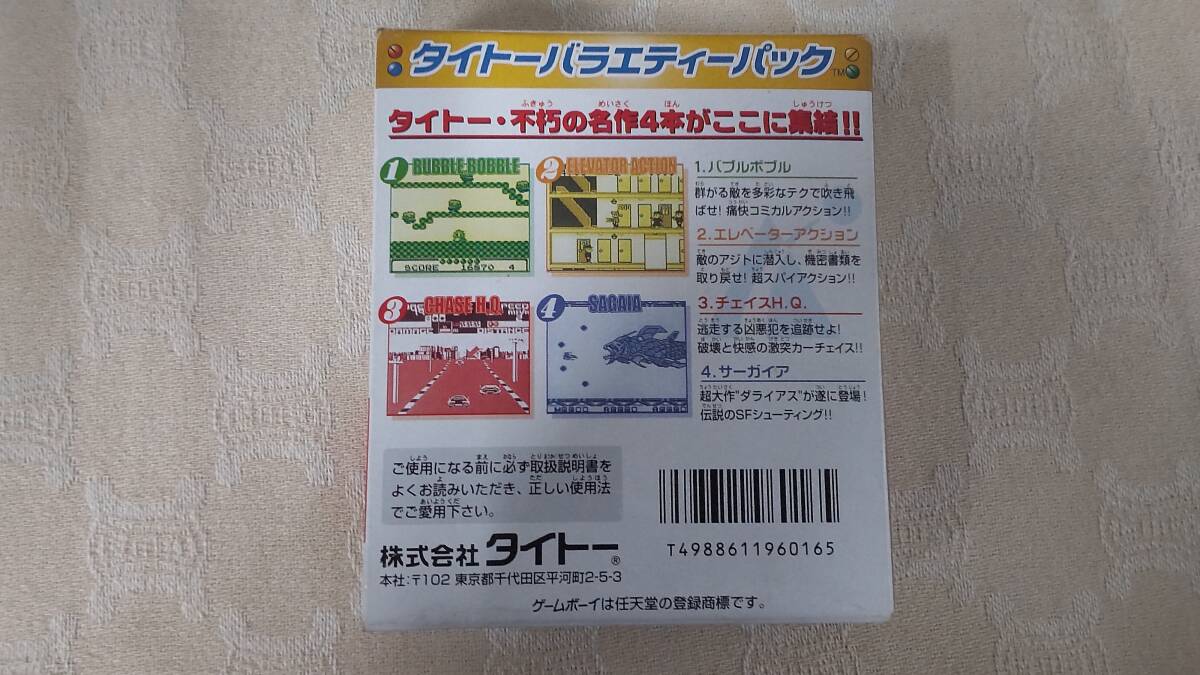 タイトーバラエティーパック™
ふきゅう めいさく ほん しゅうけつ
タイトー・不朽の名作4本がここに集結!!
1 BUBBLE BOBBLE
SCORE 16570 4
2 ELEVATOR ACTION
3 CHASE H.Q.
DISTANCE
4 SAGAIA
1.バブルボブル
群がる敵を多彩なテクで吹き飛
ばせ!痛快コミカルアクション!!
2.エレベーターアクション
敵のアジトに潜入し、機密書類を
取り戻せ!超スパイアクション!!
3.チェイスH.Q.
逃走する凶悪犯を追跡せよ!
破壊と快感の激突カーチェイス!!
4.サーガイア
超大作"ダライアス"が遂に登場!
伝説のSFシューティング!!
ご使用になる前に必ず取扱説明書を
よくお読みいただき、正しい使用法
でご愛用下さい。
株式会社 タイトー®
本社:〒102 東京都千代田区平河町2-5-3
T4988611960165
ゲームボーイは任天堂の登録商標です。